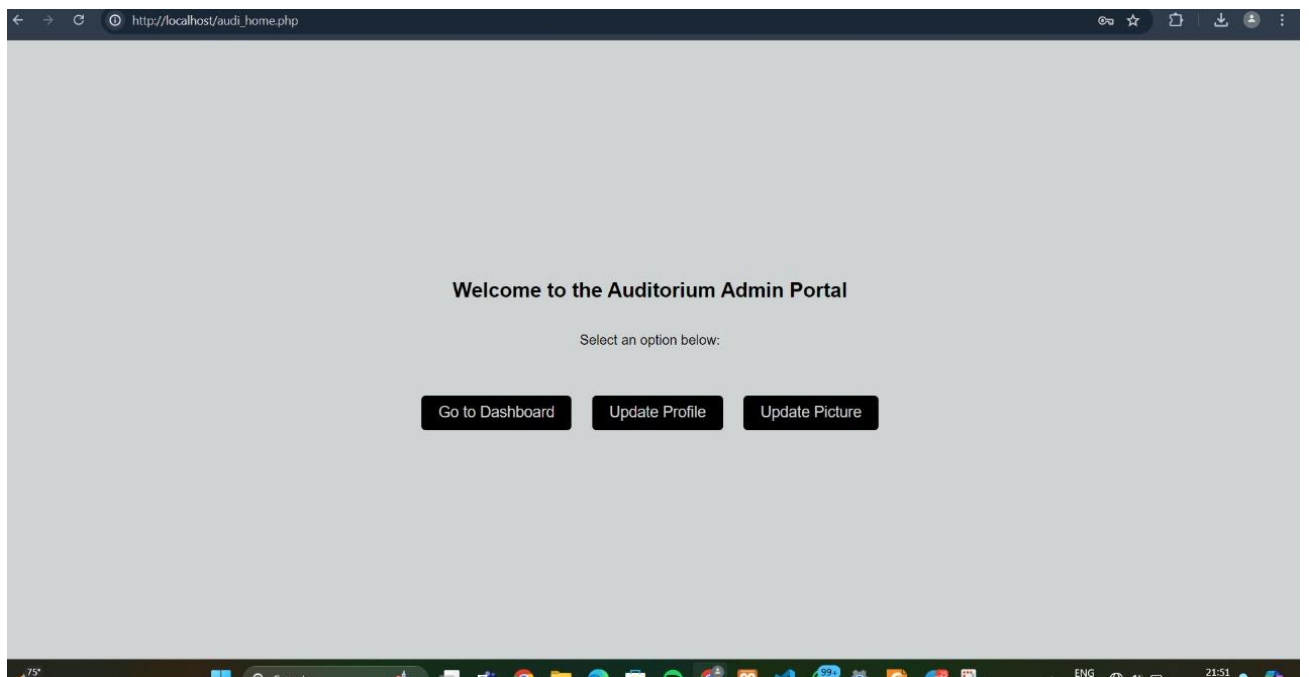 http://localhost/audi_home.php
Welcome to the Auditorium Admin Portal
Select an option below:
Go to Dashboard Update Profile Update Picture
75°
99+
ENG
21:51